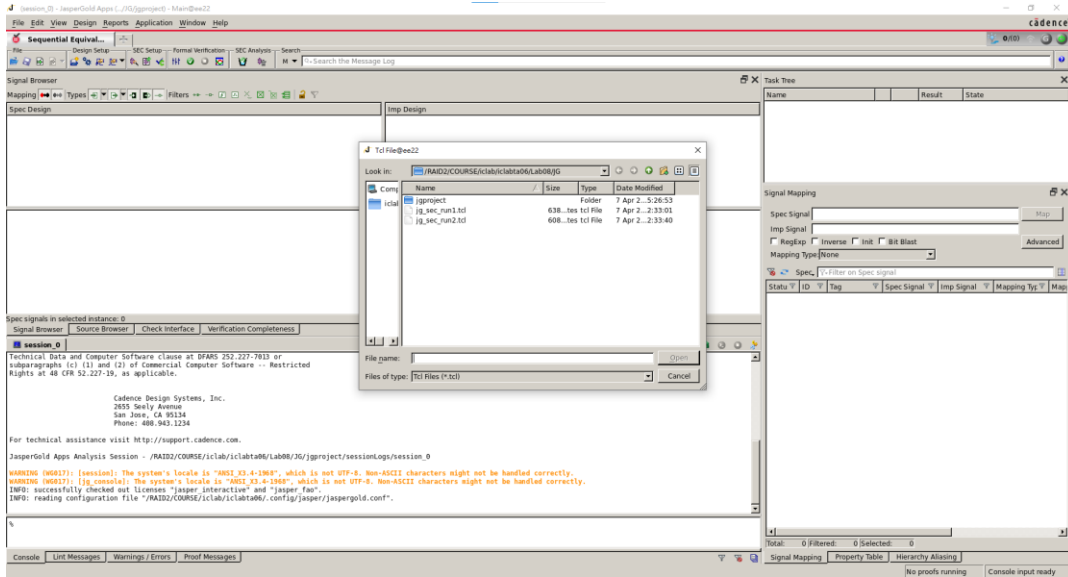 (session_0) - JasperGold Apps (.../JG/jgproject) - Main@ee22
File Edit View Design Reports Application Window Help
cādence
Sequential Equival...
0/(0)
File Design Setup SEC Setup Formal Verification SEC Analysis Search
Search the Message Log
Signal Browser
Mapping Types Filters
Spec Design Imp Design
Task Tree
Name Result State
Tcl File@ee22
Look in: /RAID2/COURSE/iclab/iclabta06/Lab08/JG
Comp
iclal
Name Size Type Date Modified
jgproject Folder 7 Apr 2...5:26:53
jg_sec_run1.tcl 638...tes tcl File 7 Apr 2...2:33:01
jg_sec_run2.tcl 608...tes tcl File 7 Apr 2...2:33:40
File name: Open
Files of type: Tcl Files (*.tcl) Cancel
Signal Mapping
Spec Signal Map
Imp Signal
RegExp Inverse Init Bit Blast Advanced
Mapping Type: None
Spec Filter on Spec signal
Statu ID Tag Spec Signal Imp Signal Mapping Typ Map
Spec signals in selected instance: 0
Signal Browser Source Browser Check Interface Verification Completeness
session_0
Technical Data and Computer Software clause at DFARS 252.227-7013 or
subparagraphs (c) (1) and (2) of Commercial Computer Software -- Restricted
Rights at 48 CFR 52.227-19, as applicable.
Cadence Design Systems, Inc.
2655 Seely Avenue
San Jose, CA 95134
Phone: 408.943.1234
For technical assistance visit http://support.cadence.com.
JasperGold Apps Analysis Session - /RAID2/COURSE/iclab/iclabta06/Lab08/JG/jgproject/sessionLogs/session_0
WARNING (WG017): [session]: The system's locale is "ANSI_X3.4-1968", which is not UTF-8. Non-ASCII characters might not be handled correctly.
WARNING (WG017): [jg_console]: The system's locale is "ANSI_X3.4-1968", which is not UTF-8. Non-ASCII characters might not be handled correctly.
INFO: successfully checked out licenses "jasper_interactive" and "jasper_fao".
INFO: reading configuration file "/RAID2/COURSE/iclab/iclabta06/.config/jasper/jaspergold.conf".
%
Console Lint Messages Warnings / Errors Proof Messages
Total: 0 Filtered: 0 Selected: 0
Signal Mapping Property Table Hierarchy Aliasing
No proofs running Console input ready